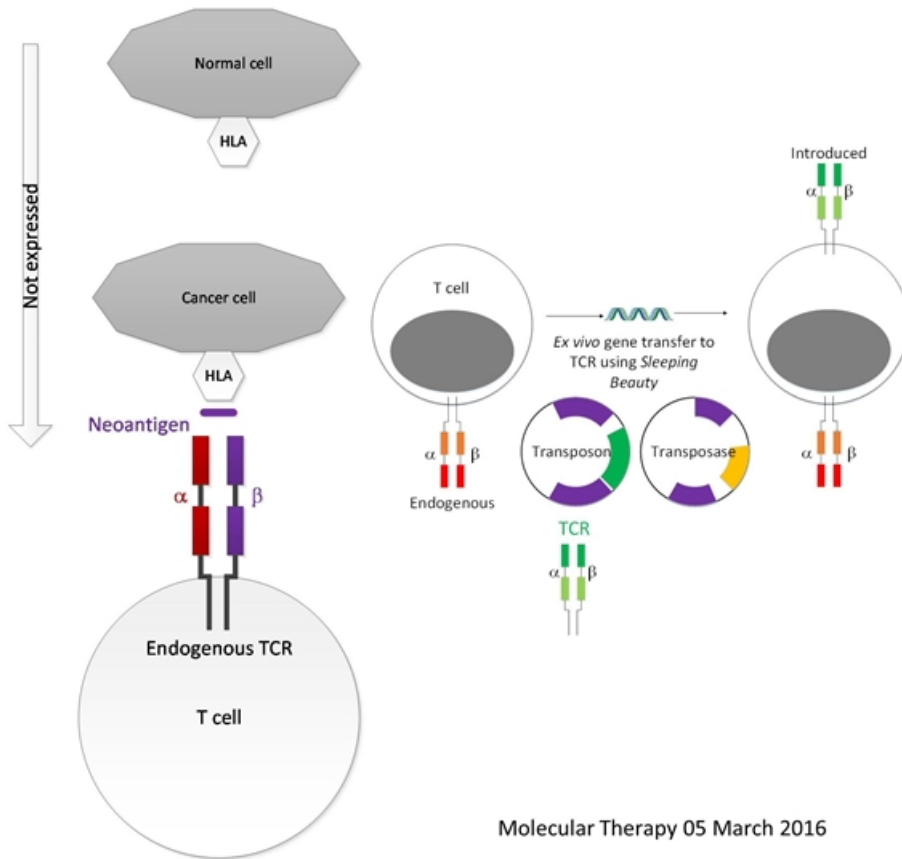 Normal cell
HLA
Not expressed
Cancer cell
HLA
Neoantigen
α
β
Endogenous TCR
T cell
T cell
α
β
Endogenous
Ex vivo gene transfer to
TCR using Sleeping
Beauty
Transposon
Transposase
TCR
α
β
Introduced
α
β
α
β
Molecular Therapy 05 March 2016